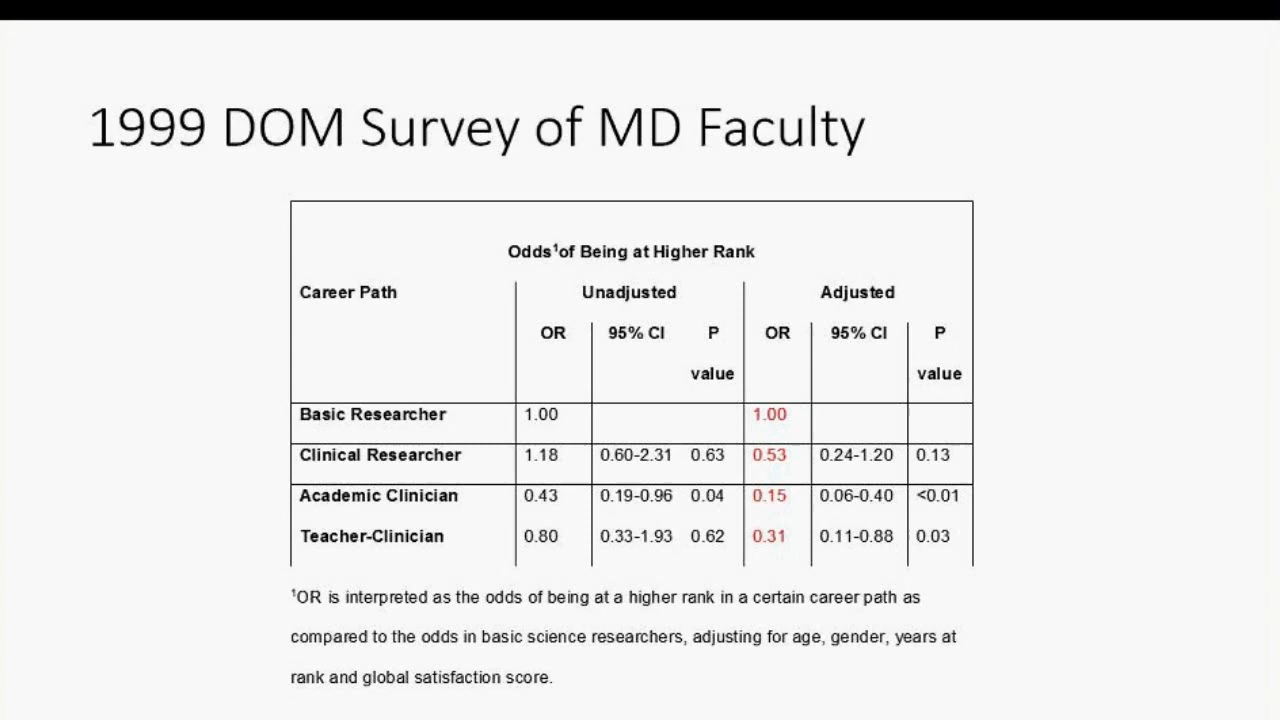 1999 DOM Survey of MD Faculty
Odds¹of Being at Higher Rank
Career Path Unadjusted Adjusted
OR 95% CI P OR 95% CI P
value value
Basic Researcher 1.00 1.00
Clinical Researcher 1.18 0.60-2.31 0.63 0.53 0.24-1.20 0.13
Academic Clinician 0.43 0.19-0.96 0.04 0.15 0.06-0.40 <0.01
Teacher-Clinician 0.80 0.33-1.93 0.62 0.31 0.11-0.88 0.03
¹OR is interpreted as the odds of being at a higher rank in a certain career path as
compared to the odds in basic science researchers, adjusting for age, gender, years at
rank and global satisfaction score.